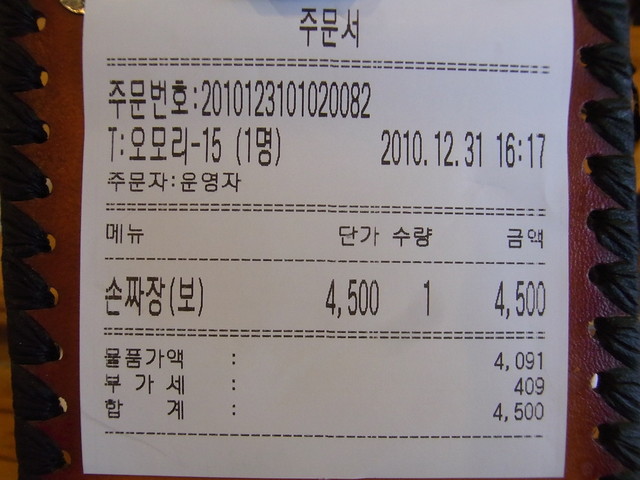 주문서
주문번호:2010123101020082
T:오모리-15 (1명) 2010.12.31 16:17
주문자:운영자
메뉴 단가 수량 금액
손짜장(보) 4,500 1 4,500
물품가액 : 4,091
부 가 세 : 409
합 계 : 4,500